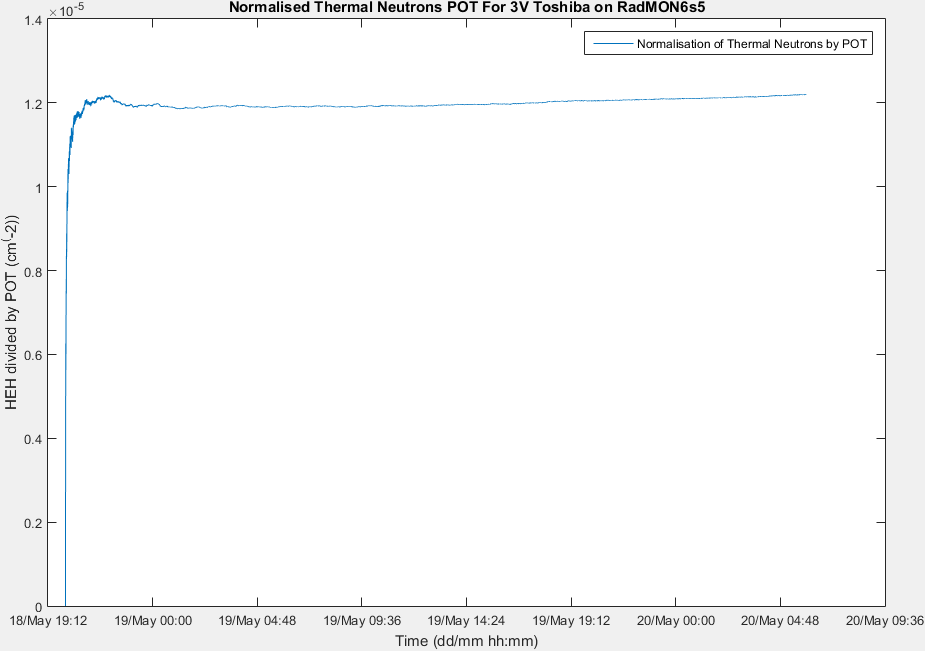 Normalised Thermal Neutrons POT For 3V Toshiba on RadMON6s5
×10^-5
Normalisation of Thermal Neutrons by POT
1.4
1.2
1
0.8
0.6
0.4
0.2
0
HEH divided by POT (cm^(-2))
18/May 19:12 19/May 00:00 19/May 04:48 19/May 09:36 19/May 14:24 19/May 19:12 20/May 00:00 20/May 04:48 20/May 09:36
Time (dd/mm hh:mm)